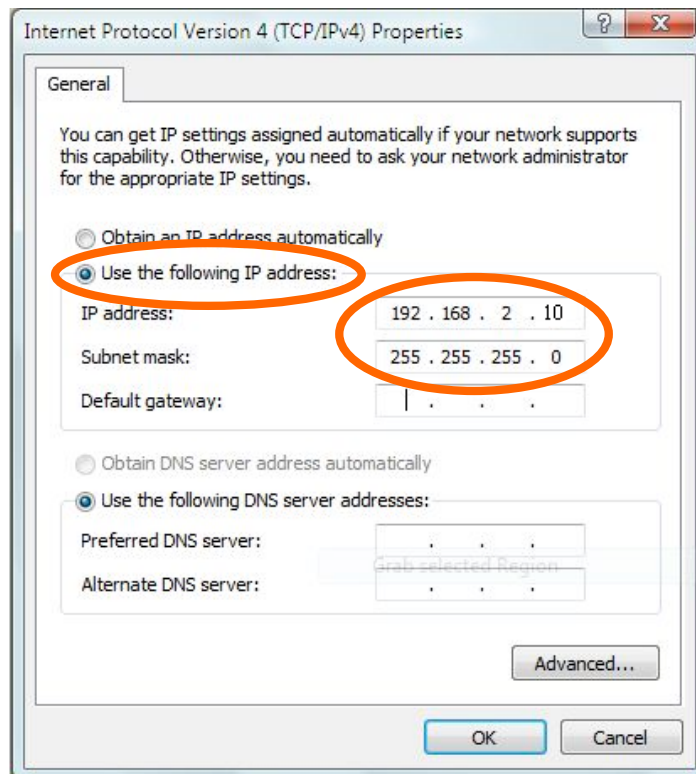 Internet Protocol Version 4 (TCP/IPv4) Properties
General
You can get IP settings assigned automatically if your network supports
this capability. Otherwise, you need to ask your network administrator
for the appropriate IP settings.
Obtain an IP address automatically
Use the following IP address:
IP address: 192 . 168 . 2 . 10
Subnet mask: 255 . 255 . 255 . 0
Default gateway: . . .
Obtain DNS server address automatically
Use the following DNS server addresses:
Preferred DNS server: . . .
Grab selected Region
Alternate DNS server: . . .
Advanced...
OK Cancel